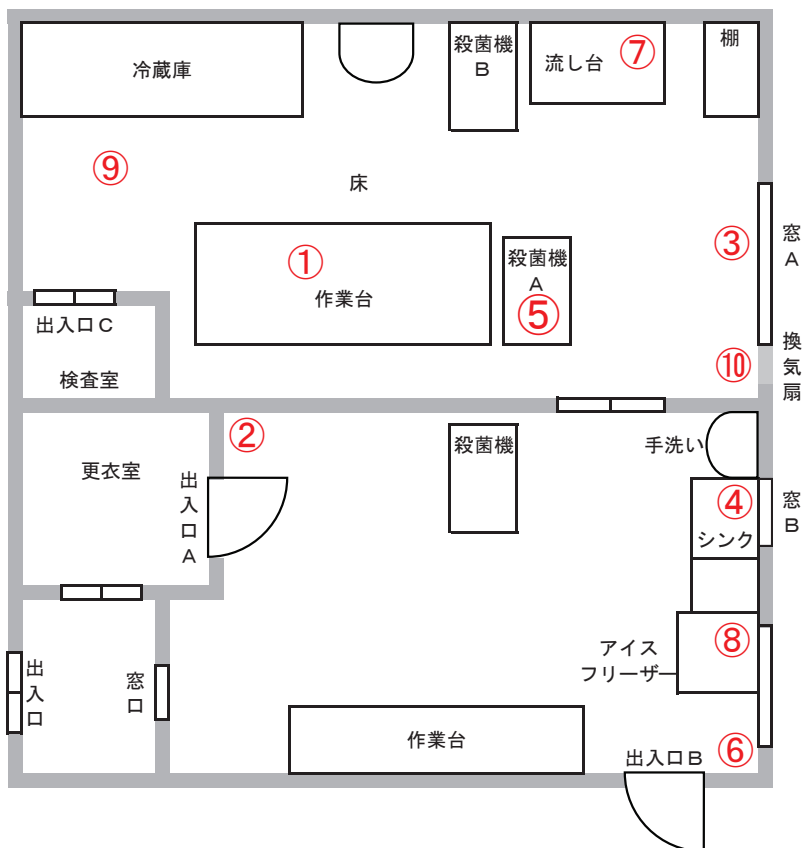 冷蔵庫
殺菌機
B
流し台
⑦
棚
⑨
床
①
作業台
殺菌機
A
⑤
③
窓A
出入口C
検査室
⑩
換気扇
②
更衣室
出入口A
殺菌機
手洗い
④
シンク
窓B
アイス
フリーザー
⑧
出入口
窓口
作業台
出入口B
⑥